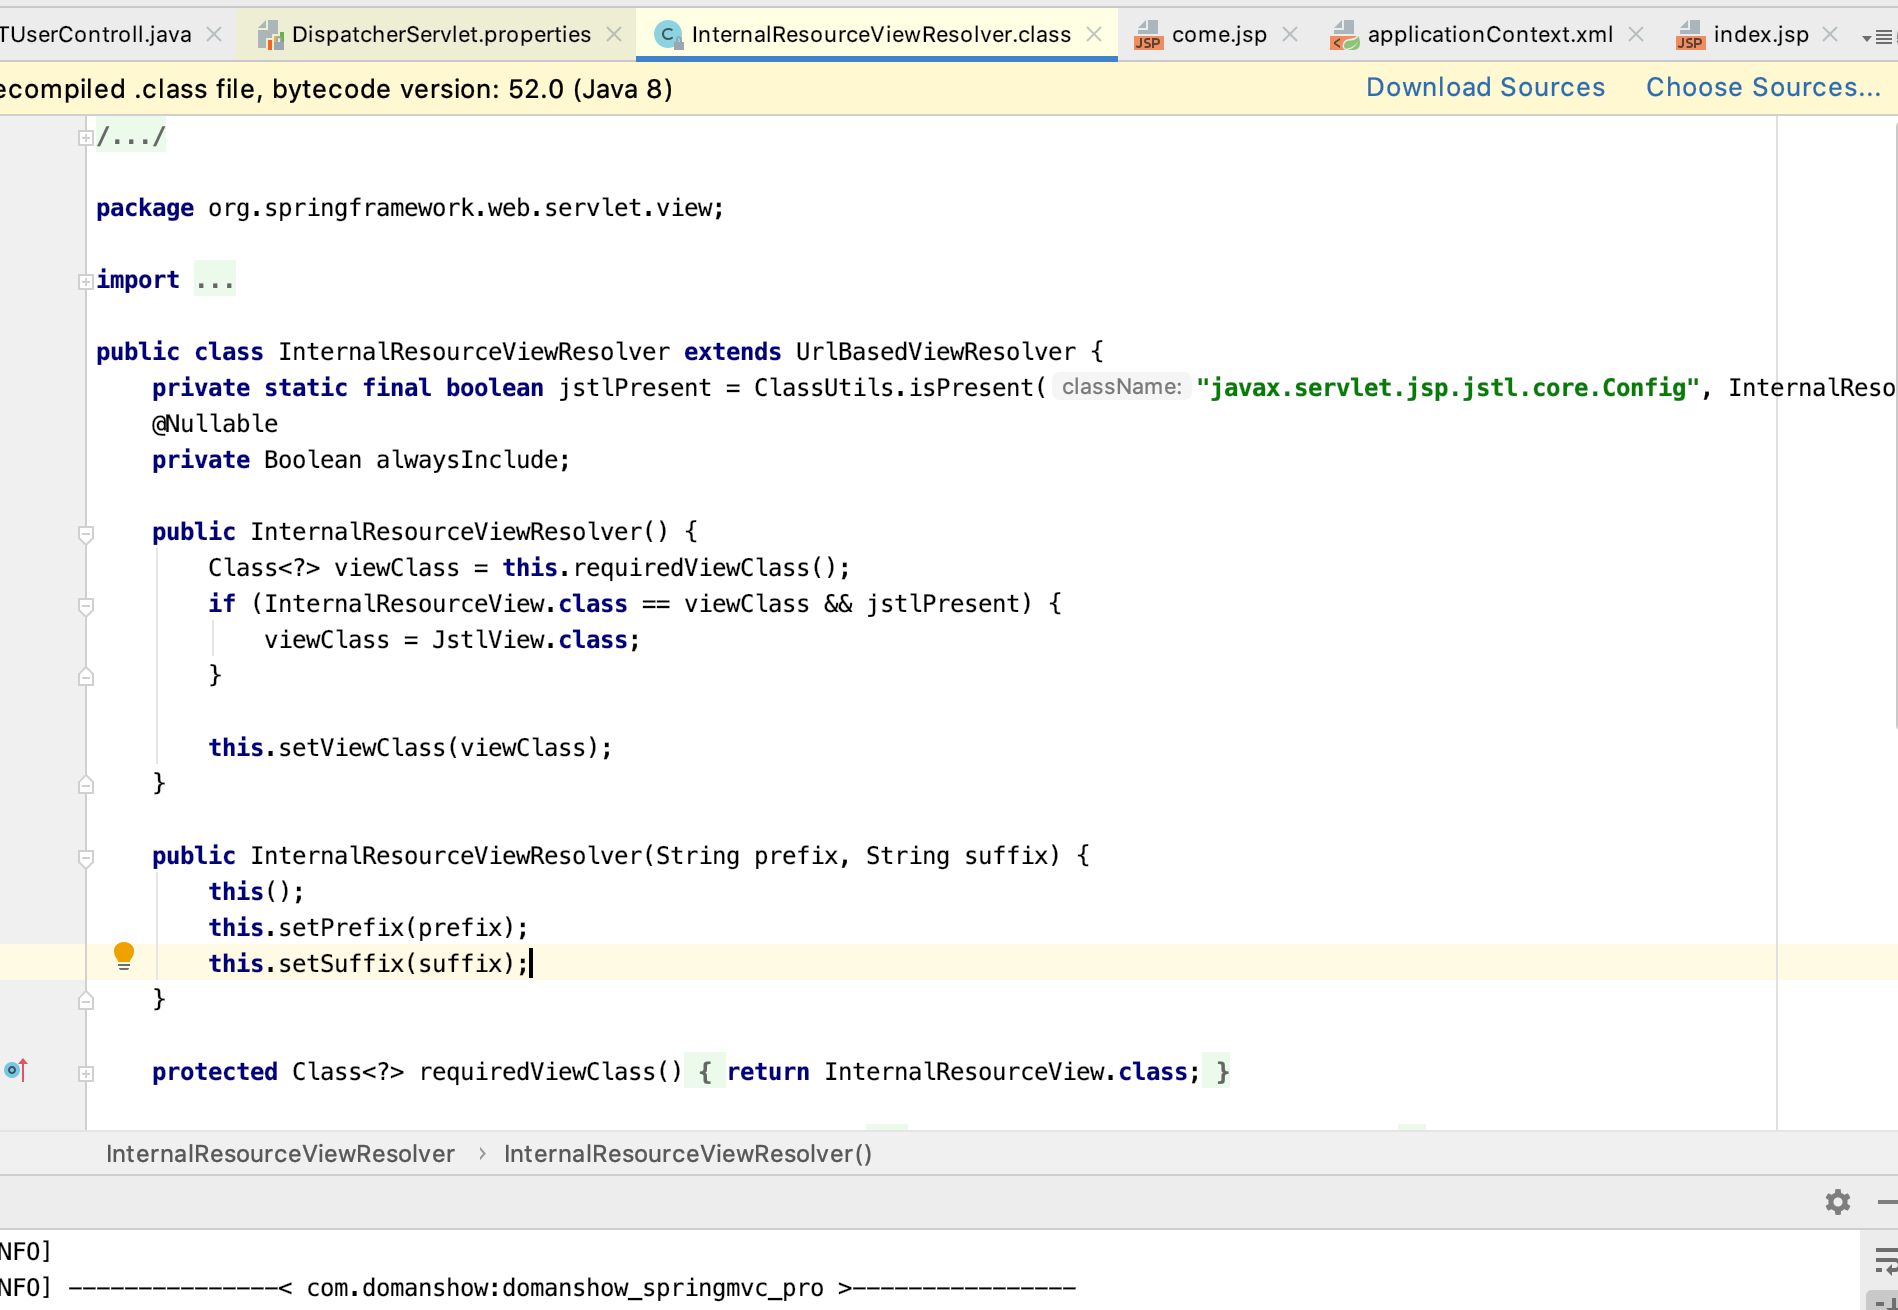 TUserControll.java DispatcherServlet.properties InternalResourceViewResolver.class come.jsp applicationContext.xml index.jsp
ecompiled .class file, bytecode version: 52.0 (Java 8) Download Sources Choose Sources...
/.../
package org.springframework.web.servlet.view;
import ...
public class InternalResourceViewResolver extends UrlBasedViewResolver {
private static final boolean jstlPresent = ClassUtils.isPresent( className: "javax.servlet.jsp.jstl.core.Config", InternalReso
@Nullable
private Boolean alwaysInclude;
public InternalResourceViewResolver() {
Class<?> viewClass = this.requiredViewClass();
if (InternalResourceView.class == viewClass && jstlPresent) {
viewClass = JstlView.class;
}
this.setViewClass(viewClass);
}
public InternalResourceViewResolver(String prefix, String suffix) {
this();
this.setPrefix(prefix);
this.setSuffix(suffix);
}
protected Class<?> requiredViewClass() { return InternalResourceView.class; }
InternalResourceViewResolver › InternalResourceViewResolver()
NFO]
NFO] ---------------< com.domanshow:domanshow_springmvc_pro >----------------